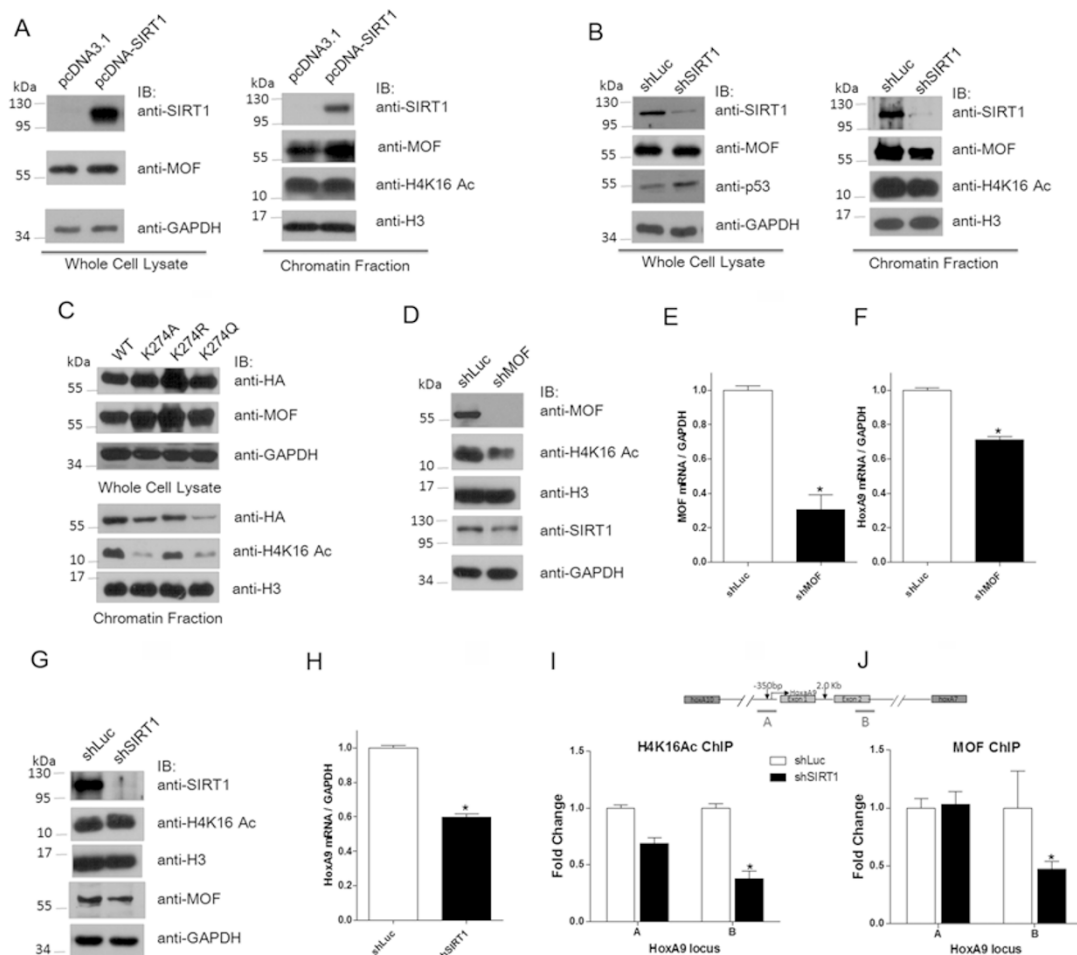 A
pcDNA3.1
pcDNA-SIRT1
kDa
IB:
130
95
anti-SIRT1
55
anti-MOF
34
anti-GAPDH
Whole Cell Lysate
pcDNA3.1
pcDNA-SIRT1
kDa
IB:
130
95
anti-SIRT1
55
anti-MOF
10
anti-H4K16 Ac
17
anti-H3
Chromatin Fraction
B
shLuc
shSIRT1
kDa
IB:
130
95
anti-SIRT1
55
anti-MOF
55
anti-p53
34
anti-GAPDH
Whole Cell Lysate
shLuc
shSIRT1
kDa
IB:
130
95
anti-SIRT1
55
anti-MOF
10
anti-H4K16 Ac
17
anti-H3
Chromatin Fraction
C
WT
K274A
K274R
K274Q
kDa
IB:
55
anti-HA
55
anti-MOF
34
anti-GAPDH
Whole Cell Lysate
55
anti-HA
10
anti-H4K16 Ac
17
anti-H3
Chromatin Fraction
D
shLuc
shMOF
kDa
IB:
55
anti-MOF
10
anti-H4K16 Ac
17
anti-H3
130
95
anti-SIRT1
34
anti-GAPDH
E
MOF mRNA / GAPDH
1.0
0.8
0.6
0.4
0.2
0.0
*
shLuc
shMOF
F
HoxA9 mRNA / GAPDH
1.0
0.8
0.6
0.4
0.2
0.0
*
shLuc
shMOF
G
shLuc
shSIRT1
kDa
IB:
130
95
anti-SIRT1
10
anti-H4K16 Ac
17
anti-H3
55
anti-MOF
34
anti-GAPDH
H
HoxA9 mRNA / GAPDH
1.0
0.8
0.6
0.4
0.2
0.0
*
shLuc
shSIRT1
I
J
-350bp
2.0 Kb
hoxA10
HoxaA9
Exon 1
Exon 2
hoxA7
A
B
H4K16Ac ChIP
shLuc
shSIRT1
Fold Change
1.5
1.0
0.5
0.0
*
A
B
HoxA9 locus
MOF ChIP
Fold Change
1.5
1.0
0.5
0.0
*
A
B
HoxA9 locus